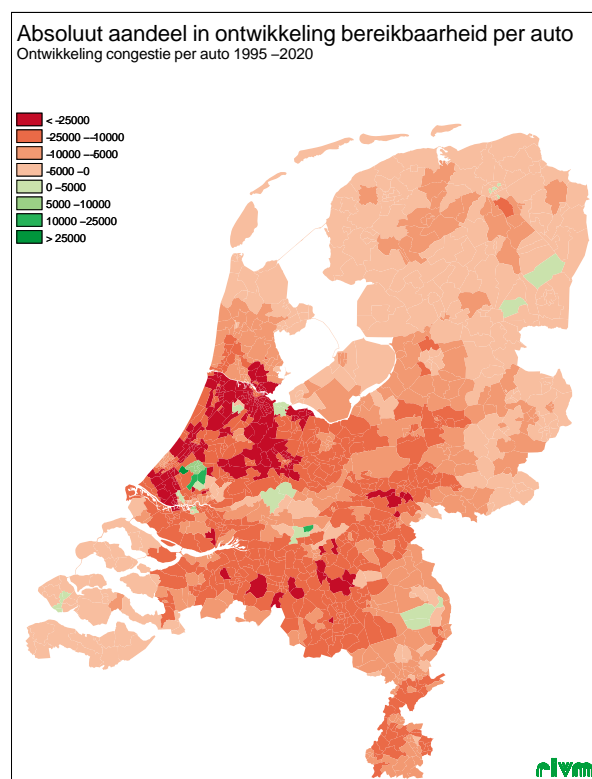 Absoluut aandeel in ontwikkeling bereikbaarheid per auto
Ontwikkeling congestie per auto 1995 –2020
< -25000
-25000 –-10000
-10000 –-5000
-5000 –0
0 –5000
5000 –10000
10000 –25000
> 25000
rivm